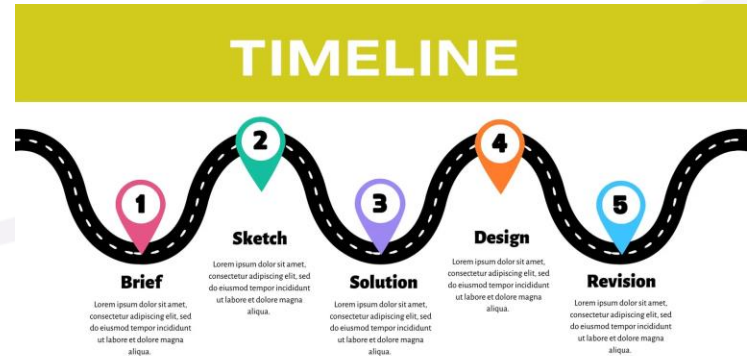 TIMELINE
1
Brief
Lorem ipsum dolor sit amet,
consectetur adipiscing elit, sed
do eiusmod tempor incididunt
ut labore et dolore magna
aliqua.
2
Sketch
Lorem ipsum dolor sit amet,
consectetur adipiscing elit, sed
do eiusmod tempor incididunt
ut labore et dolore magna
aliqua.
3
Solution
Lorem ipsum dolor sit amet,
consectetur adipiscing elit, sed
do eiusmod tempor incididunt
ut labore et dolore magna
aliqua.
4
Design
Lorem ipsum dolor sit amet,
consectetur adipiscing elit, sed
do eiusmod tempor incididunt
ut labore et dolore magna
aliqua.
5
Revision
Lorem ipsum dolor sit amet,
consectetur adipiscing elit, sed
do eiusmod tempor incididunt
ut labore et dolore magna
aliqua.